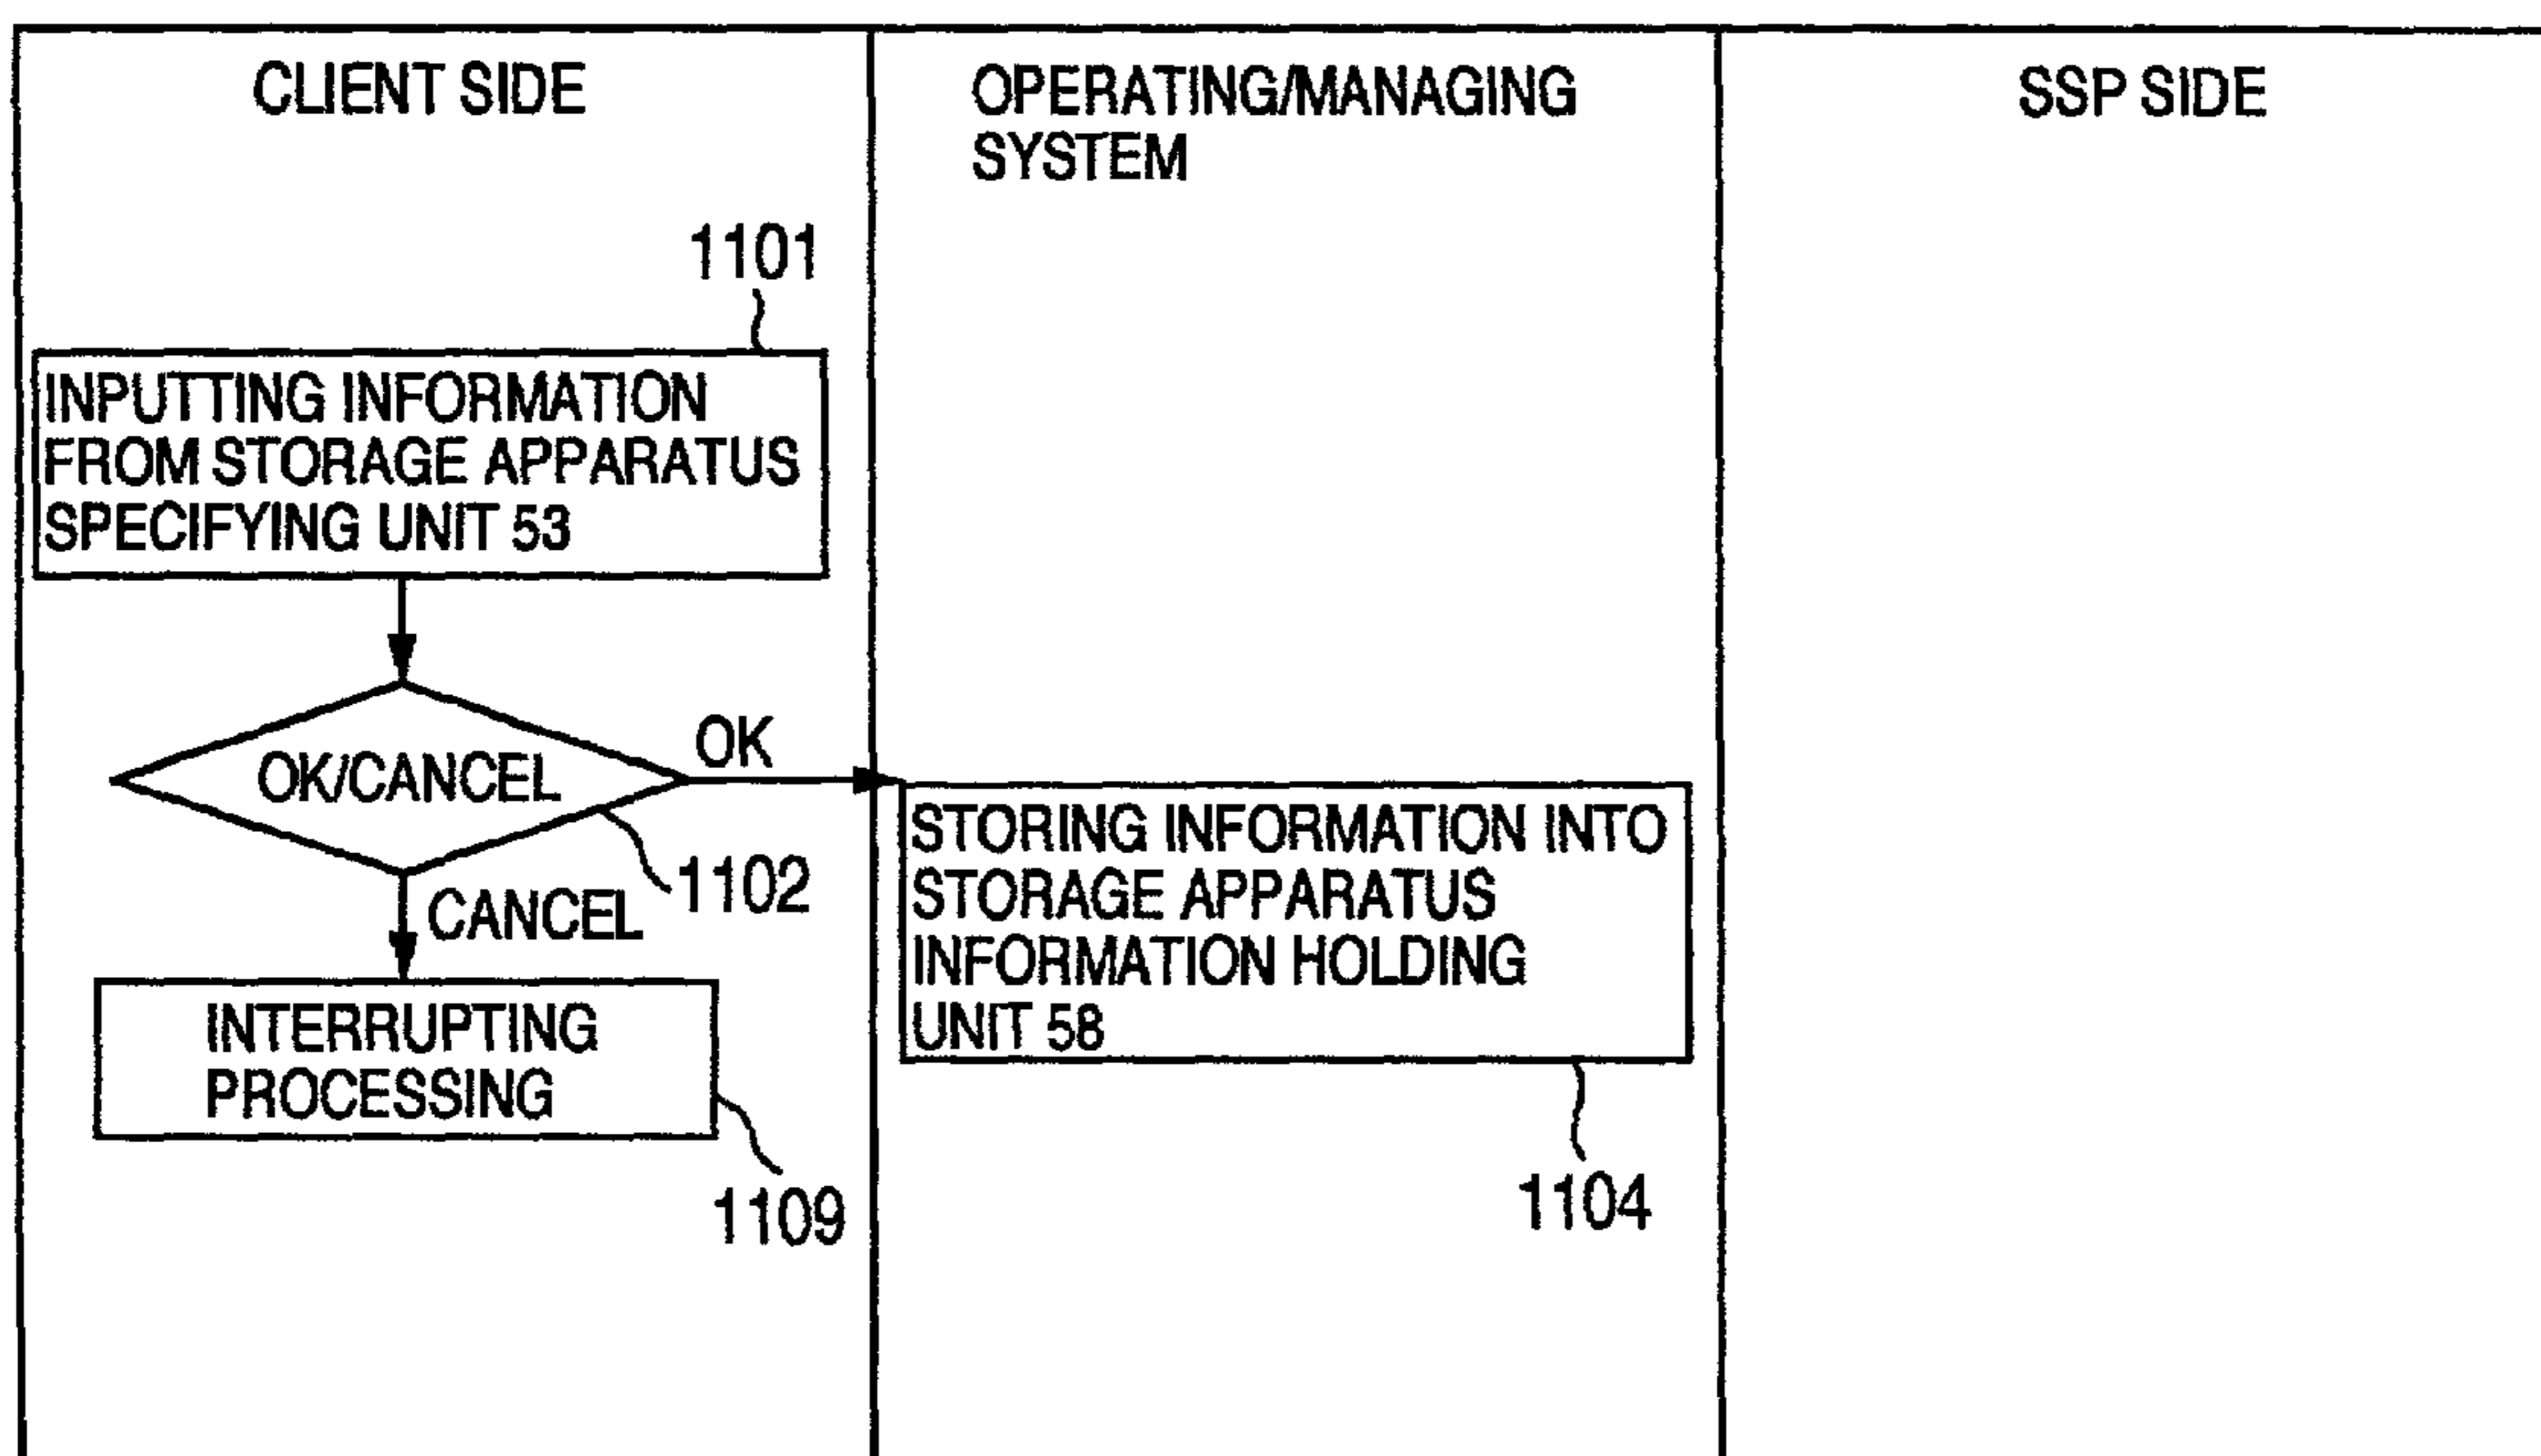 CLIENT SIDE
OPERATING/MANAGING
SYSTEM
SSP SIDE
1101
INPUTTING INFORMATION
FROM STORAGE APPARATUS
SPECIFYING UNIT 53
OK/CANCEL
OK
1102
CANCEL
STORING INFORMATION INTO
STORAGE APPARATUS
INFORMATION HOLDING
UNIT 58
1104
INTERRUPTING
PROCESSING
1109